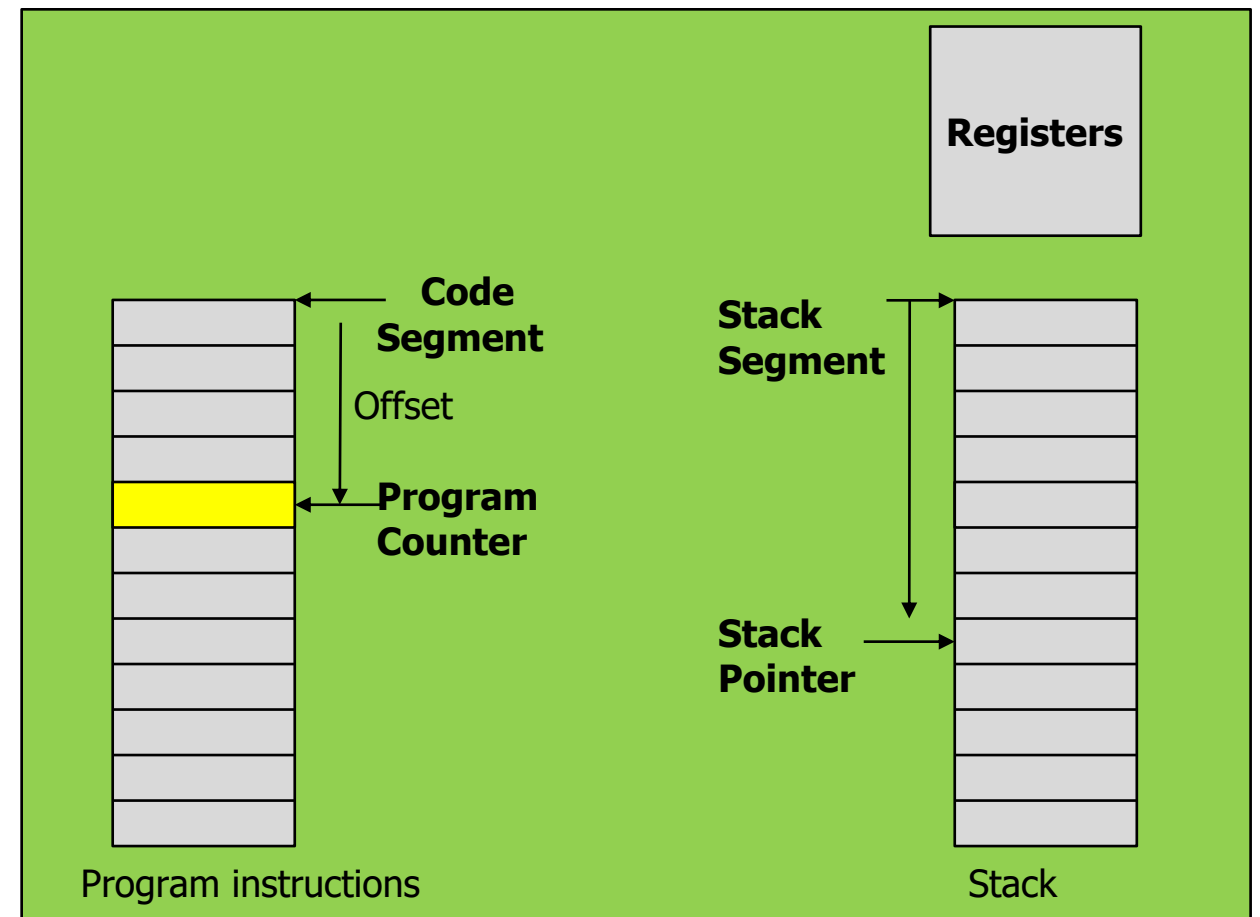 Registers
Code
Segment
Offset
Program
Counter
Stack
Segment
Stack
Pointer
Program instructions
Stack